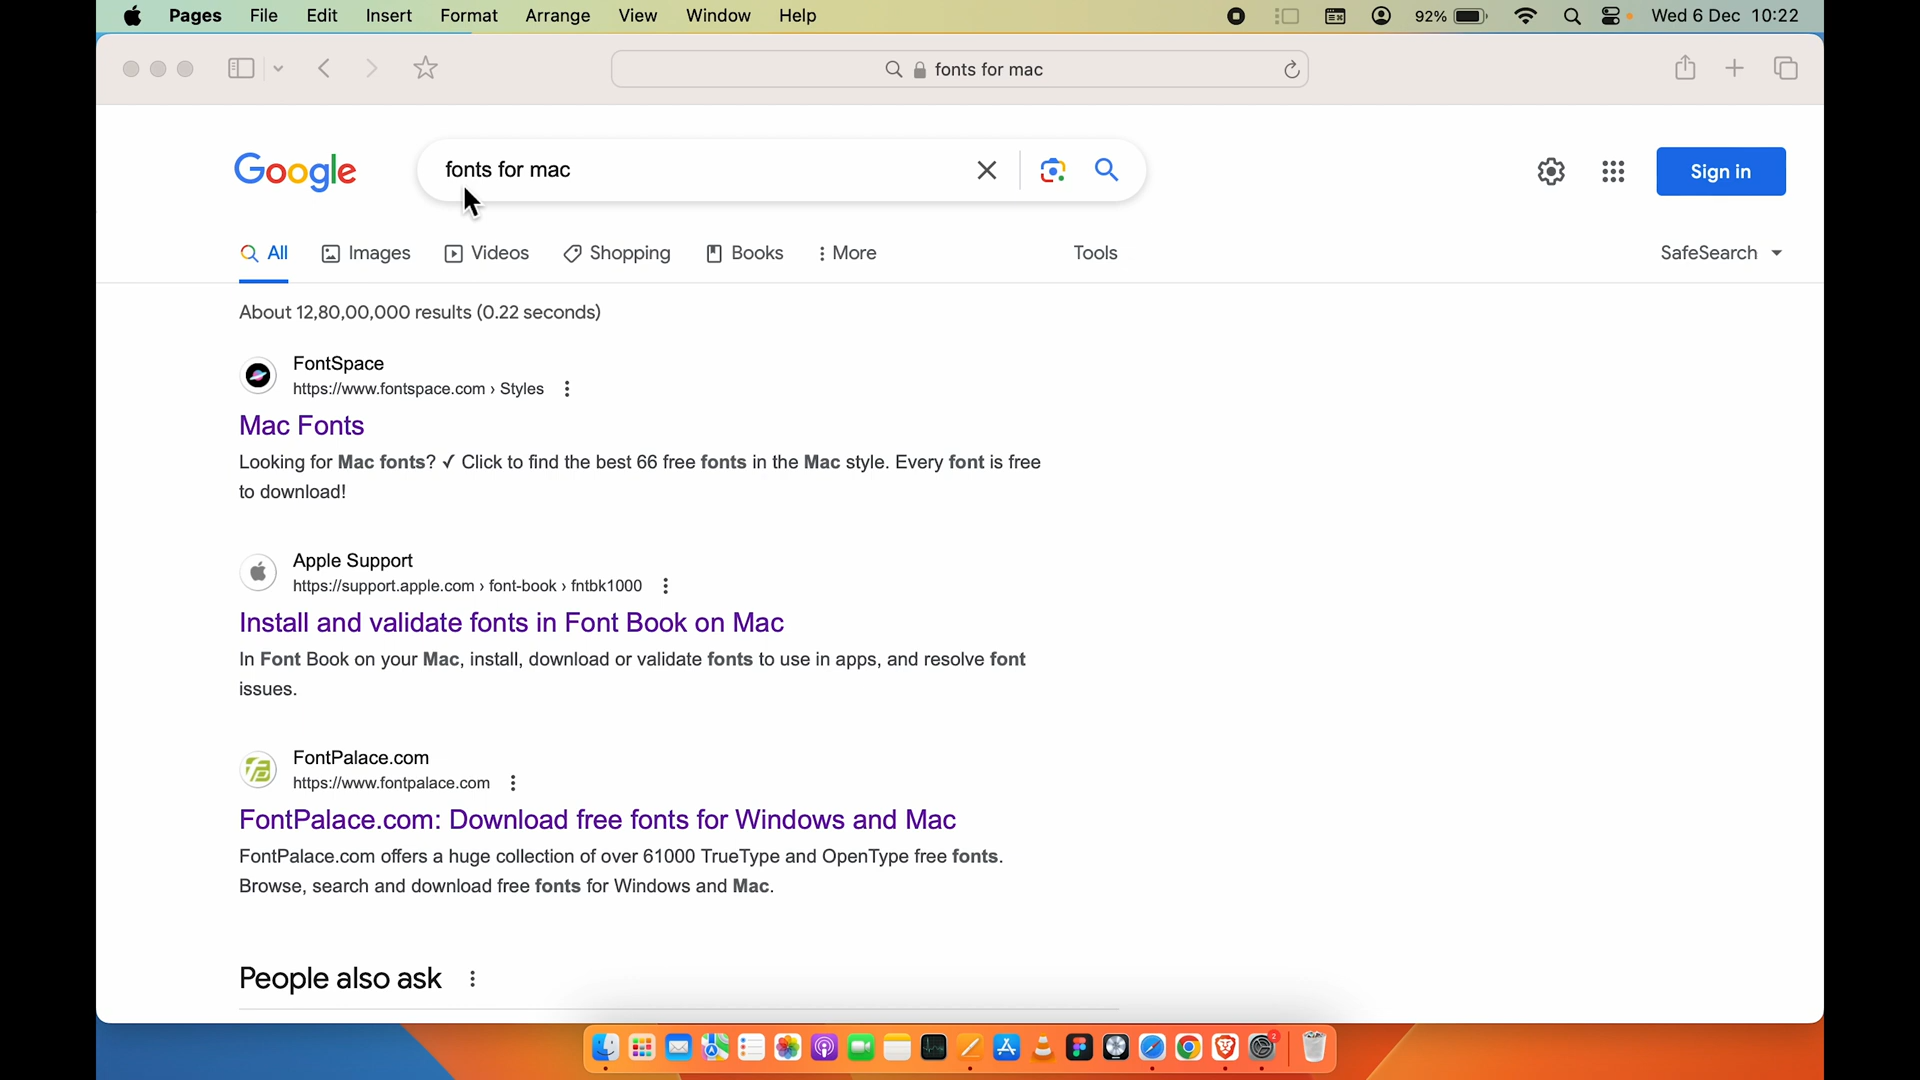 Pages File Edit Insert Format Arrange View Window Help 92% Wed 6 Dec 10:22
fonts for mac
Google fonts for mac Sign in
All Images Videos Shopping Books More Tools SafeSearch
About 12,80,00,000 results (0.22 seconds)
FontSpace
https://www.fontspace.com › Styles
Mac Fonts
Looking for Mac fonts? ✓ Click to find the best 66 free fonts in the Mac style. Every font is free
to download!
Apple Support
https://support.apple.com › font-book › fntbk1000
Install and validate fonts in Font Book on Mac
In Font Book on your Mac, install, download or validate fonts to use in apps, and resolve font
issues.
FontPalace.com
https://www.fontpalace.com
FontPalace.com: Download free fonts for Windows and Mac
FontPalace.com offers a huge collection of over 61000 TrueType and OpenType free fonts.
Browse, search and download free fonts for Windows and Mac.
People also ask
2